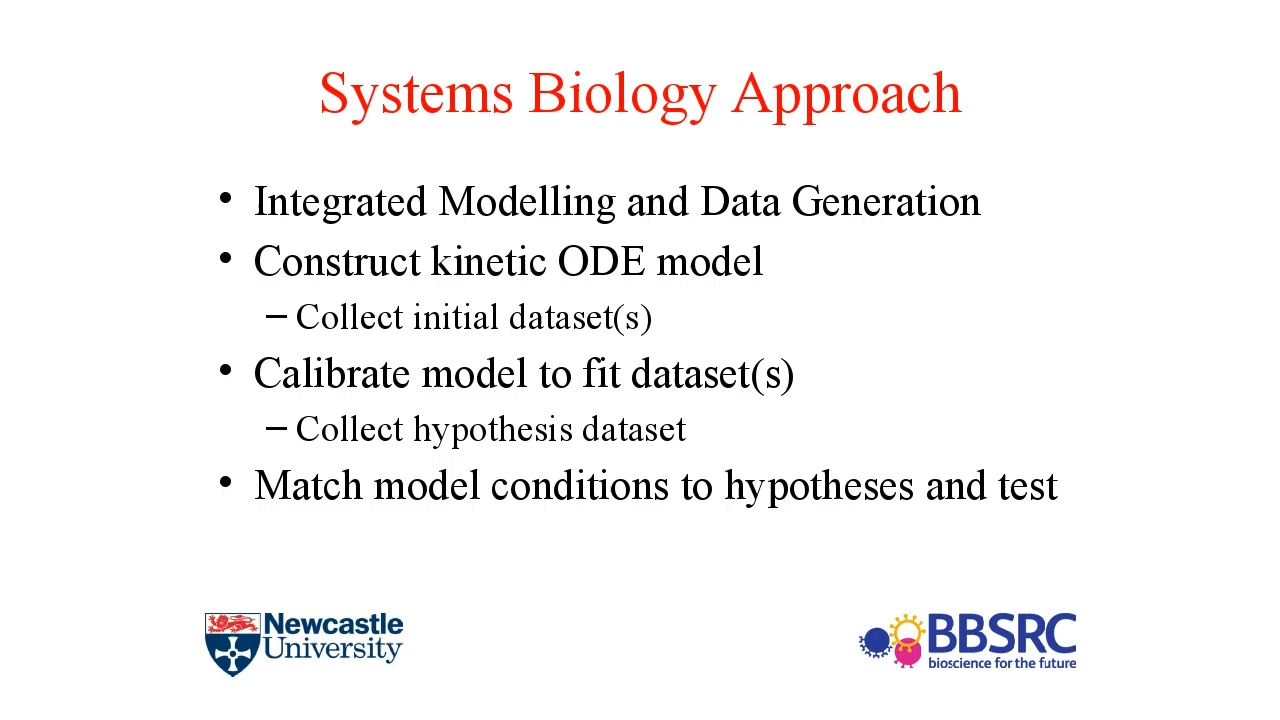 Systems Biology Approach
• Integrated Modelling and Data Generation
• Construct kinetic ODE model
– Collect initial dataset(s)
• Calibrate model to fit dataset(s)
– Collect hypothesis dataset
• Match model conditions to hypotheses and test
Newcastle
University
BBSRC
bioscience for the future